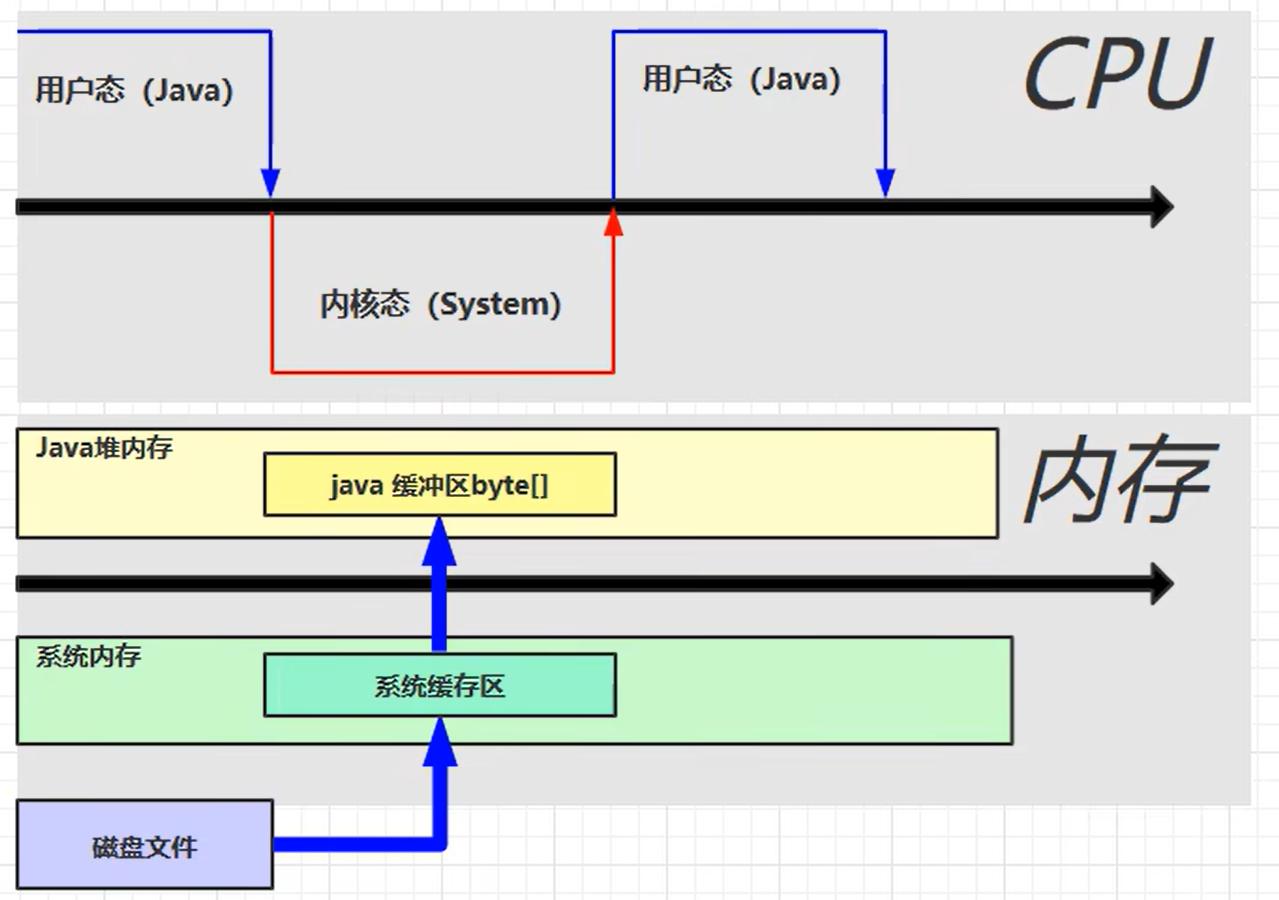 CPU
用户态（Java）
用户态（Java）
内核态（System）
内存
Java堆内存
java 缓冲区byte[]
系统内存
系统缓存区
磁盘文件